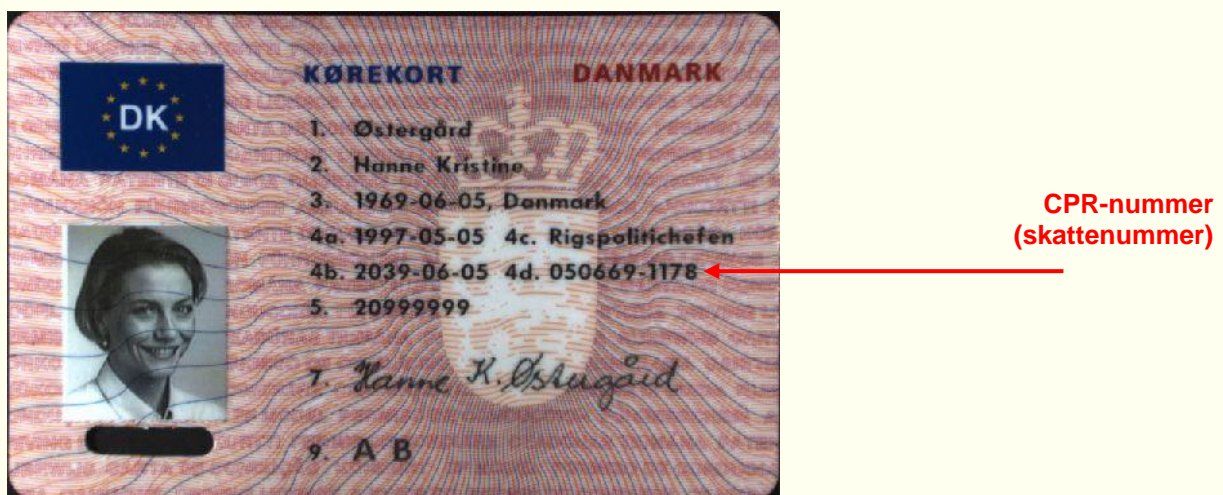 DK
KØREKORT DANMARK
1. Østergård
2. Hanne Kristine
3. 1969-06-05, Danmark
4a. 1997-05-05 4c. Rigspolitichefen
4b. 2039-06-05 4d. 050669-1178
5. 20999999
7. Hanne K. Østergård
9. A B
CPR-nummer
(skattenummer)